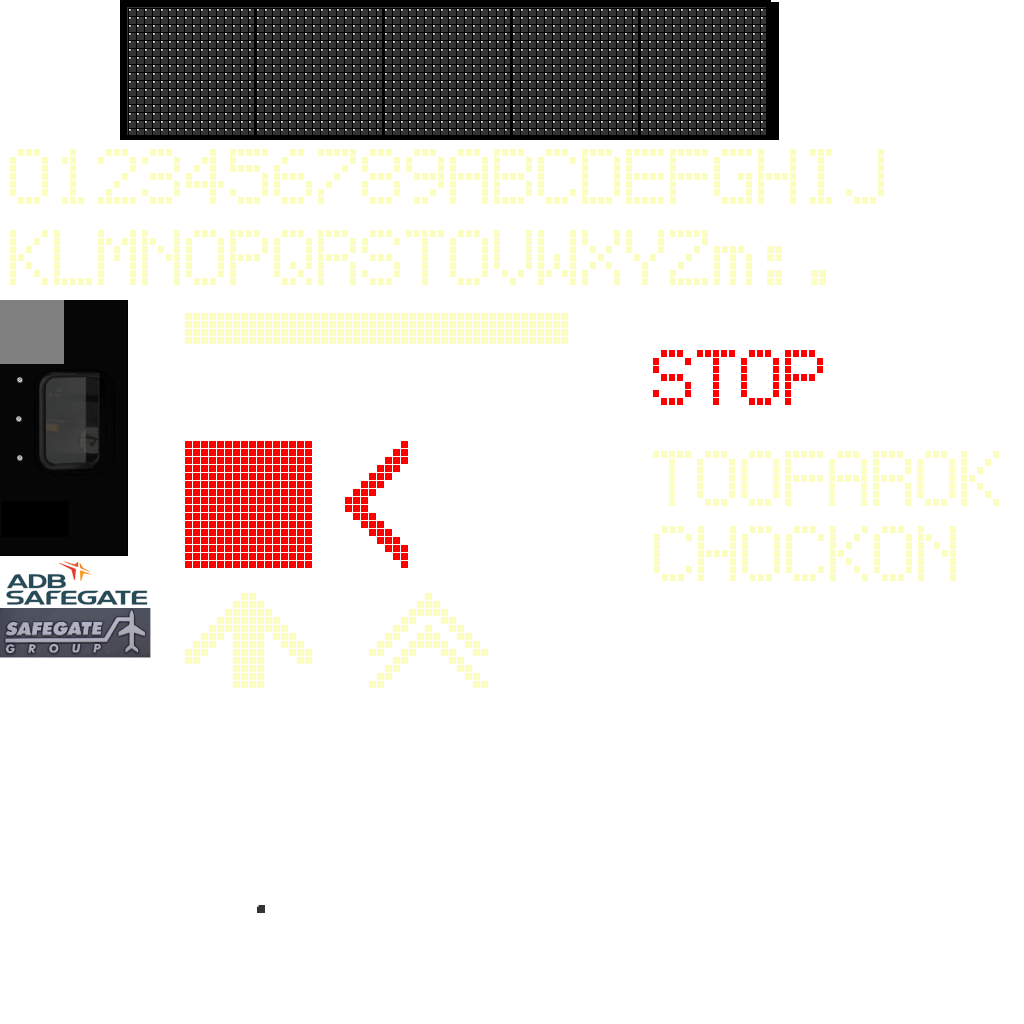 0123456789ABCDEFGHIJ
KLMNOPQRSTUVWXYZm:.
STOP
TOOFAROK
CHOCKON
ADB
SAFEGATE
SAFEGATE
GROUP